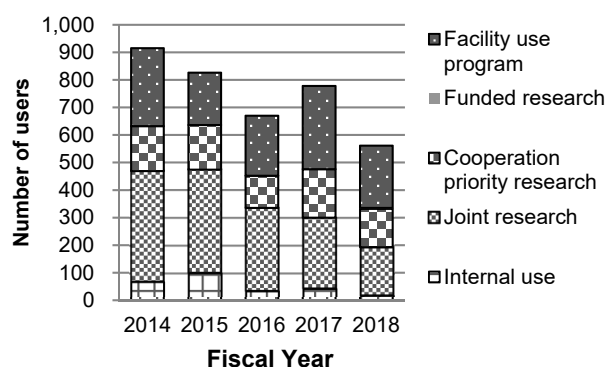 1,000
900
800
700
600
500
400
300
200
100
0
Number of users
2014 2015 2016 2017 2018
Fiscal Year
Facility use
program
Funded research
Cooperation
priority research
Joint research
Internal use